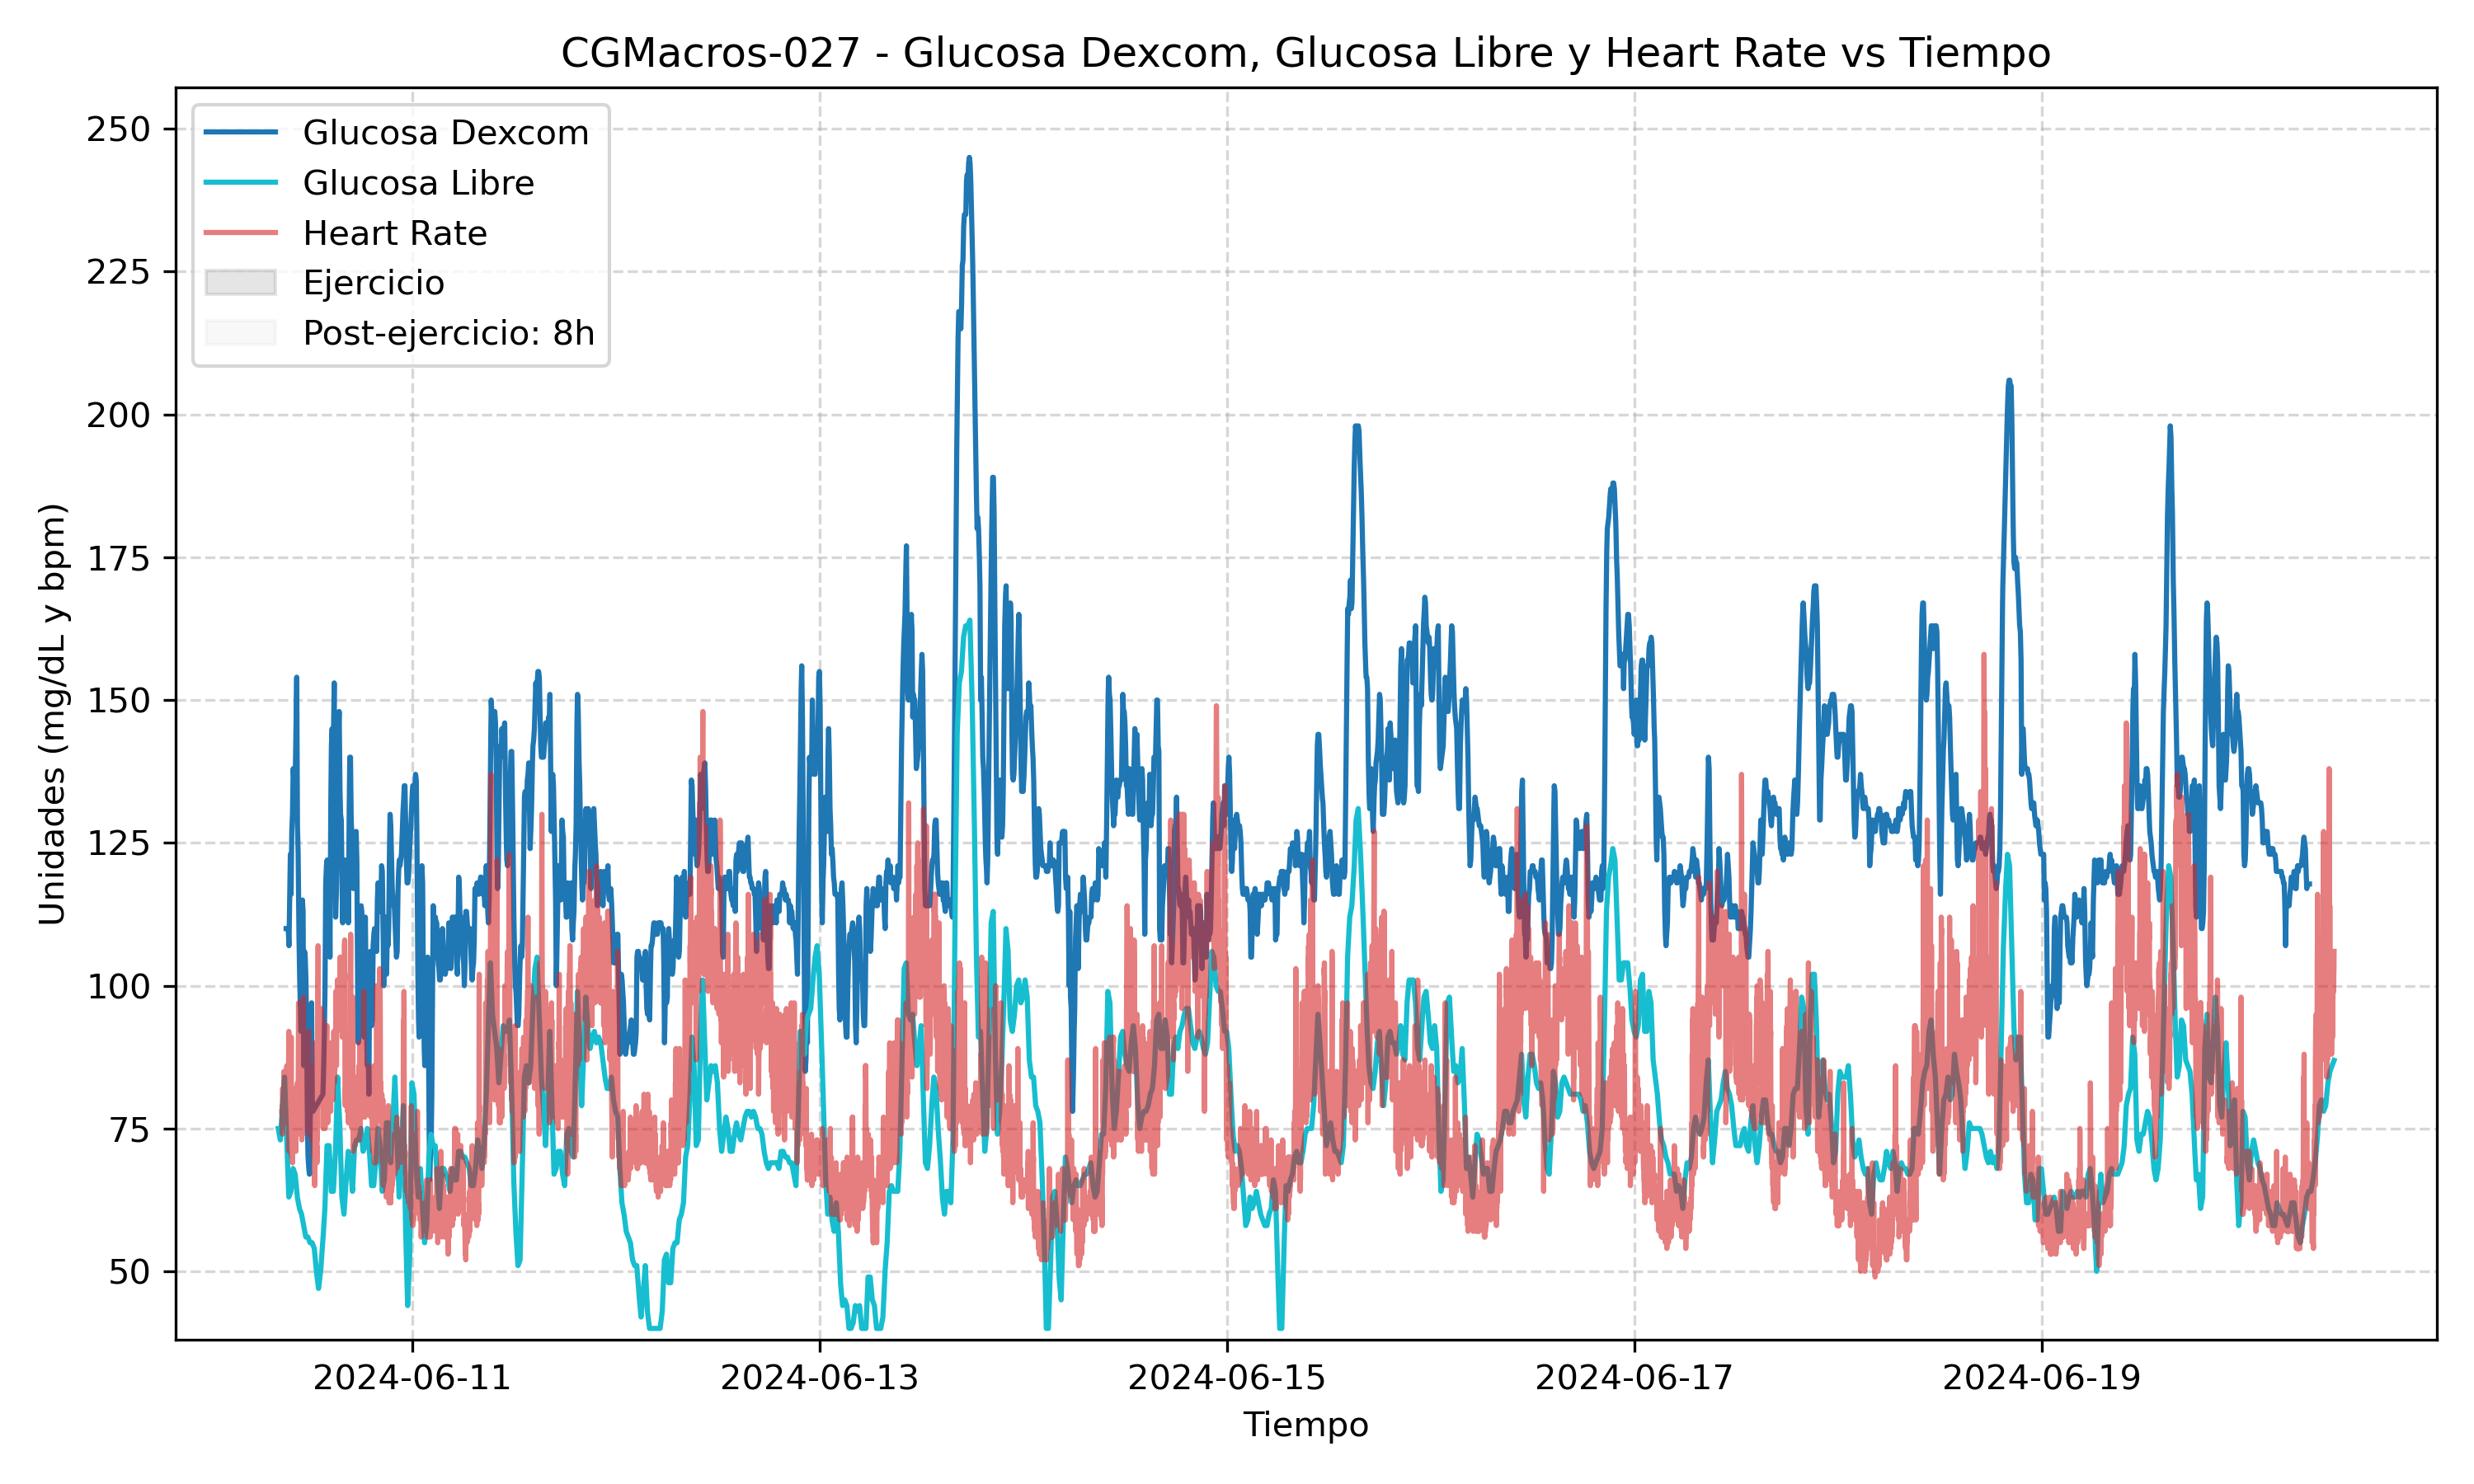 CGMacros-027 - Glucosa Dexcom, Glucosa Libre y Heart Rate vs Tiempo
Glucosa Dexcom
Glucosa Libre
Heart Rate
Ejercicio
Post-ejercicio: 8h
Unidades (mg/dL y bpm)
250
225
200
175
150
125
100
75
50
2024-06-11
2024-06-13
2024-06-15
2024-06-17
2024-06-19
Tiempo